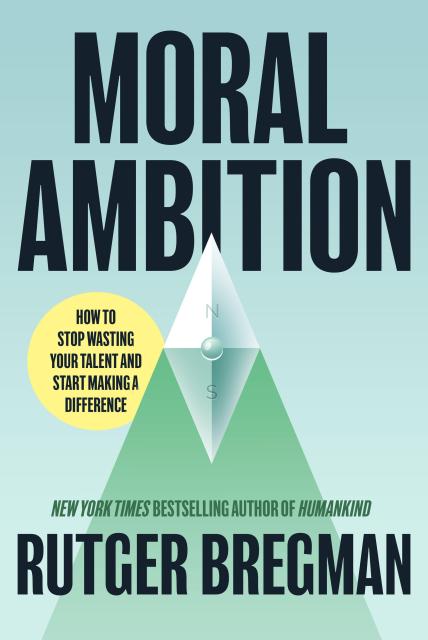 MORAL
AMBITION
N
S
HOW TO
STOP WASTING
YOUR TALENT AND
START MAKING A
DIFFERENCE
NEW YORK TIMES BESTSELLING AUTHOR OF HUMANKIND
RUTGER BREGMAN